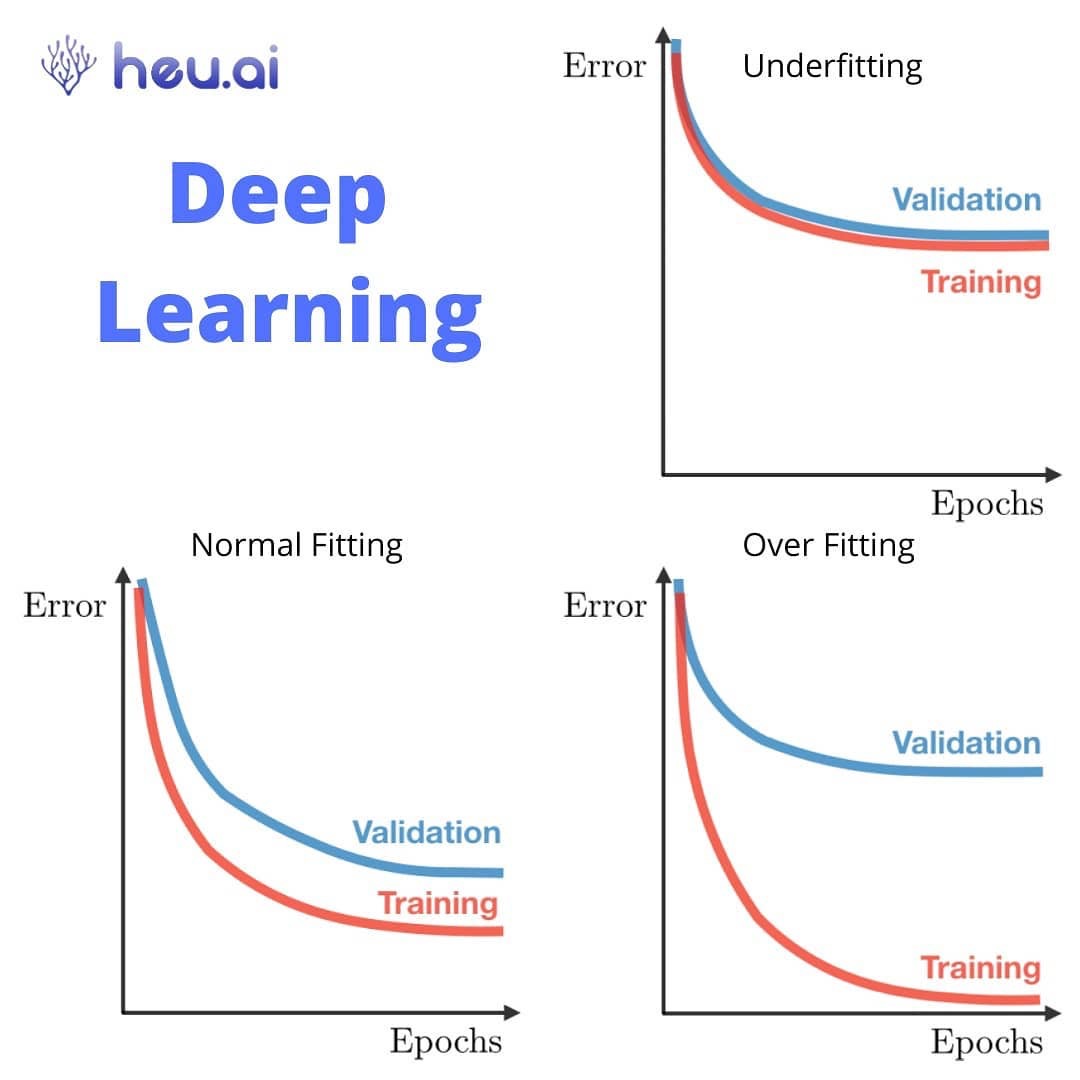 heu.ai
Deep
Learning
Underfitting
Error
Validation
Training
Epochs
Normal Fitting
Error
Validation
Training
Epochs
Over Fitting
Error
Validation
Training
Epochs